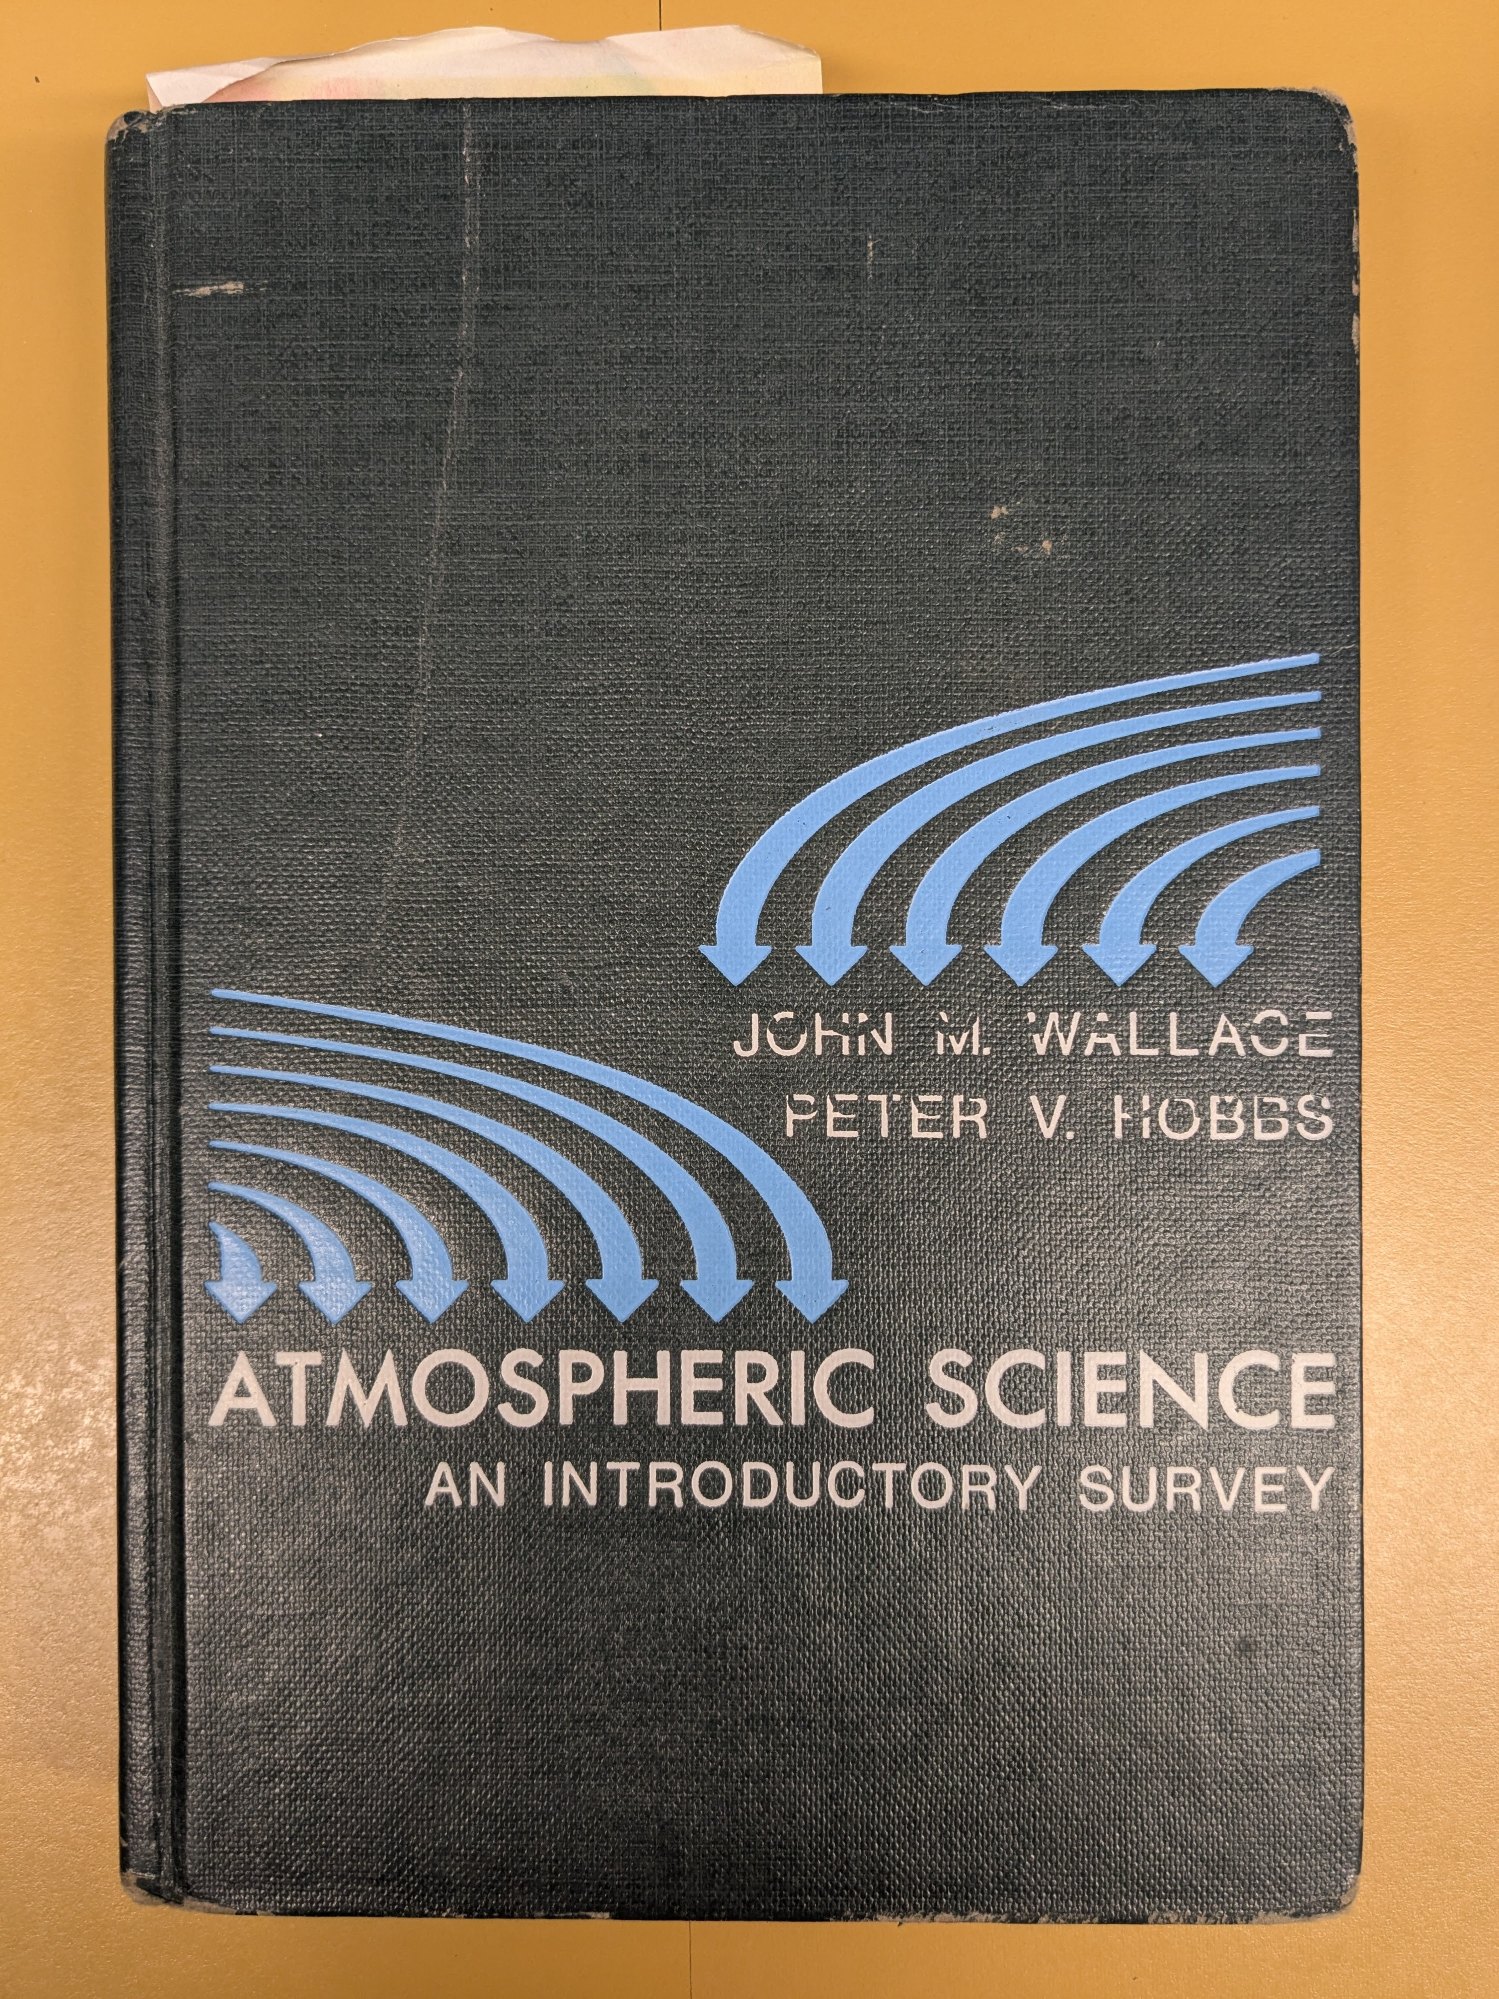 JOHN M. WALLACE
PETER V. HOBBS
ATMOSPHERIC SCIENCE
AN INTRODUCTORY SURVEY